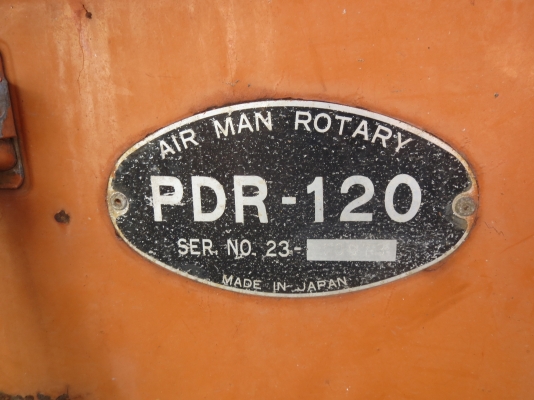 AIR MAN ROTARY
PDR-120
SER. NO. 23-
MADE IN JAPAN